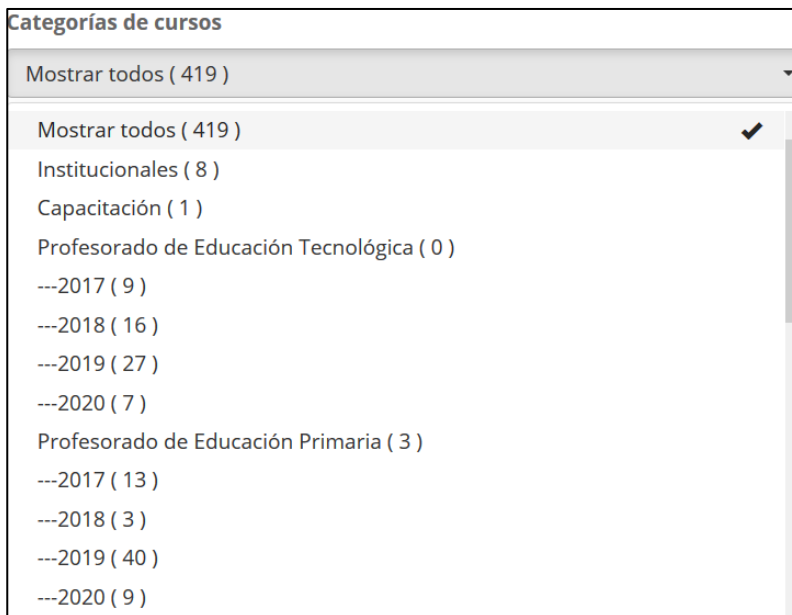 Categorías de cursos
Mostrar todos ( 419 )
Mostrar todos ( 419 )
Institucionales ( 8 )
Capacitación ( 1 )
Profesorado de Educación Tecnológica ( 0 )
---2017 ( 9 )
---2018 ( 16 )
---2019 ( 27 )
---2020 ( 7 )
Profesorado de Educación Primaria ( 3 )
---2017 ( 13 )
---2018 ( 3 )
---2019 ( 40 )
---2020 ( 9 )